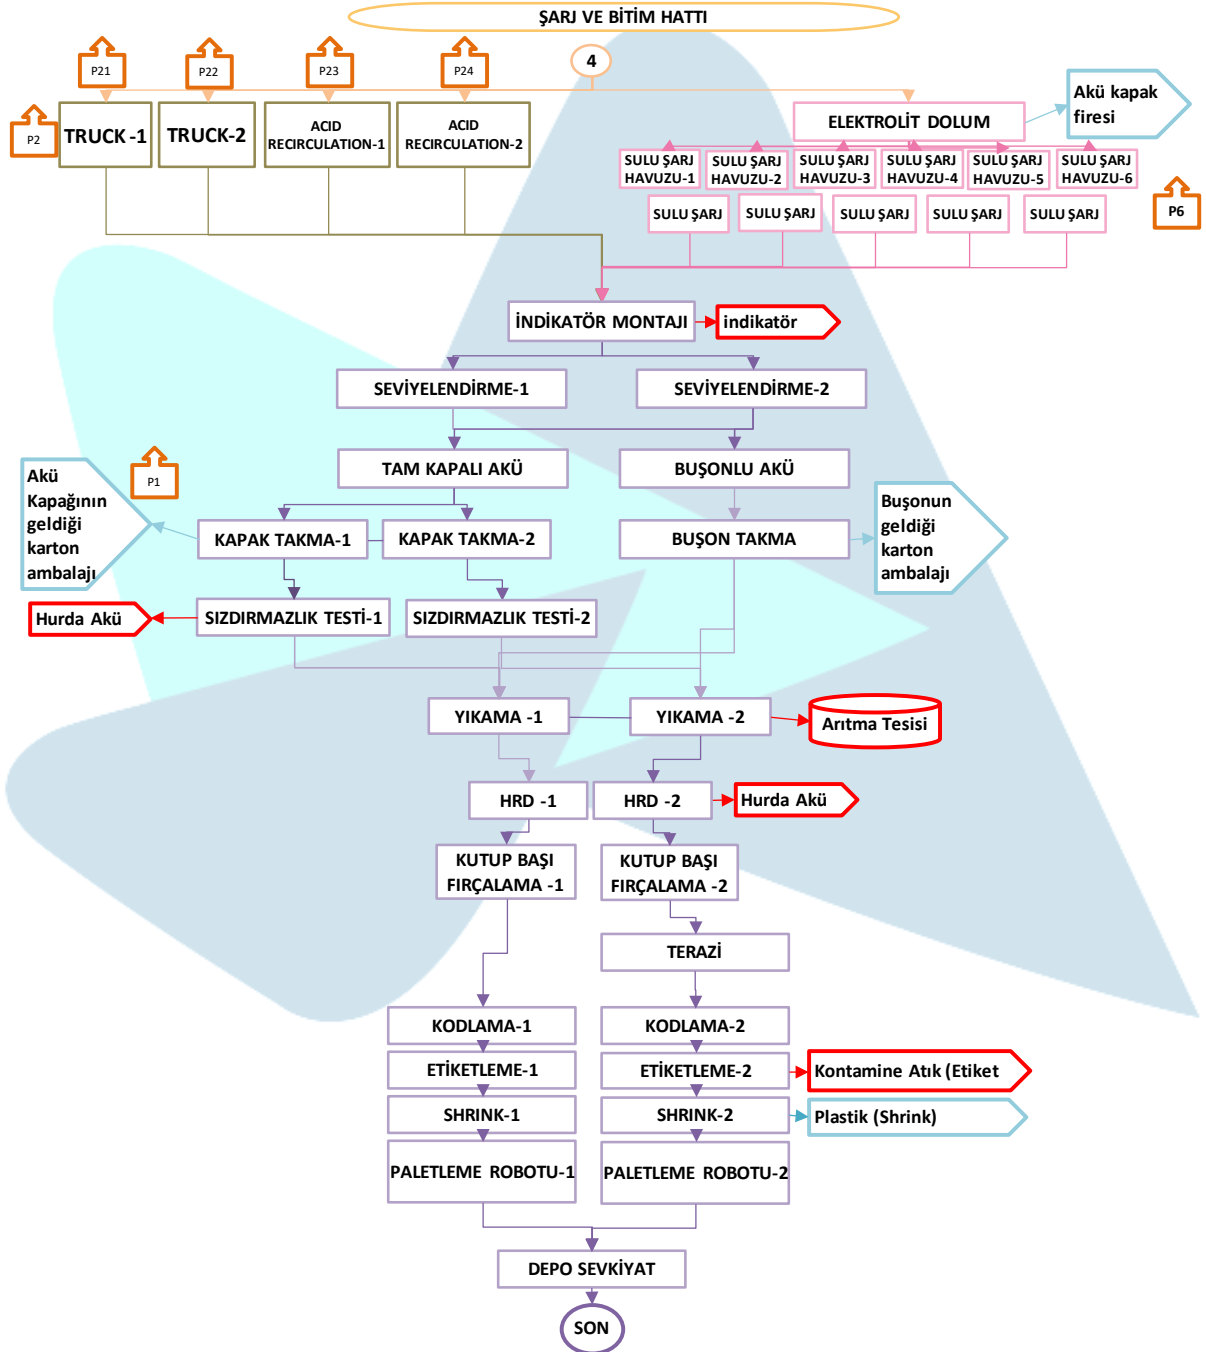 ŞARJ VE BİTİM HATTI
4
P21
P22
P23
P24
P2
TRUCK -1
TRUCK-2
ACID
RECIRCULATION-1
ACID
RECIRCULATION-2
ELEKTROLİT DOLUM
Akü kapak
firesi
SULU ŞARJ
HAVUZU-1
SULU ŞARJ
HAVUZU-2
SULU ŞARJ
HAVUZU-3
SULU ŞARJ
HAVUZU-4
SULU ŞARJ
HAVUZU-5
SULU ŞARJ
HAVUZU-6
P6
SULU ŞARJ
SULU ŞARJ
SULU ŞARJ
SULU ŞARJ
SULU ŞARJ
İNDİKATÖR MONTAJI
indikatör
SEVİYELENDİRME-1
SEVİYELENDİRME-2
TAM KAPALI AKÜ
BUŞONLU AKÜ
P1
Akü
Kapağının
geldiği
karton
ambalajı
KAPAK TAKMA-1
KAPAK TAKMA-2
BUŞON TAKMA
Buşonun
geldiği
karton
ambalajı
Hurda Akü
SIZDIRMAZLIK TESTİ-1
SIZDIRMAZLIK TESTİ-2
YIKAMA -1
YIKAMA -2
Arıtma Tesisi
HRD -1
HRD -2
Hurda Akü
KUTUP BAŞI
FIRÇALAMA -1
KUTUP BAŞI
FIRÇALAMA -2
TERAZİ
KODLAMA-1
KODLAMA-2
ETİKETLEME-1
ETİKETLEME-2
Kontamine Atık (Etiket
SHRINK-1
SHRINK-2
Plastik (Shrink)
PALETLEME ROBOTU-1
PALETLEME ROBOTU-2
DEPO SEVKİYAT
SON